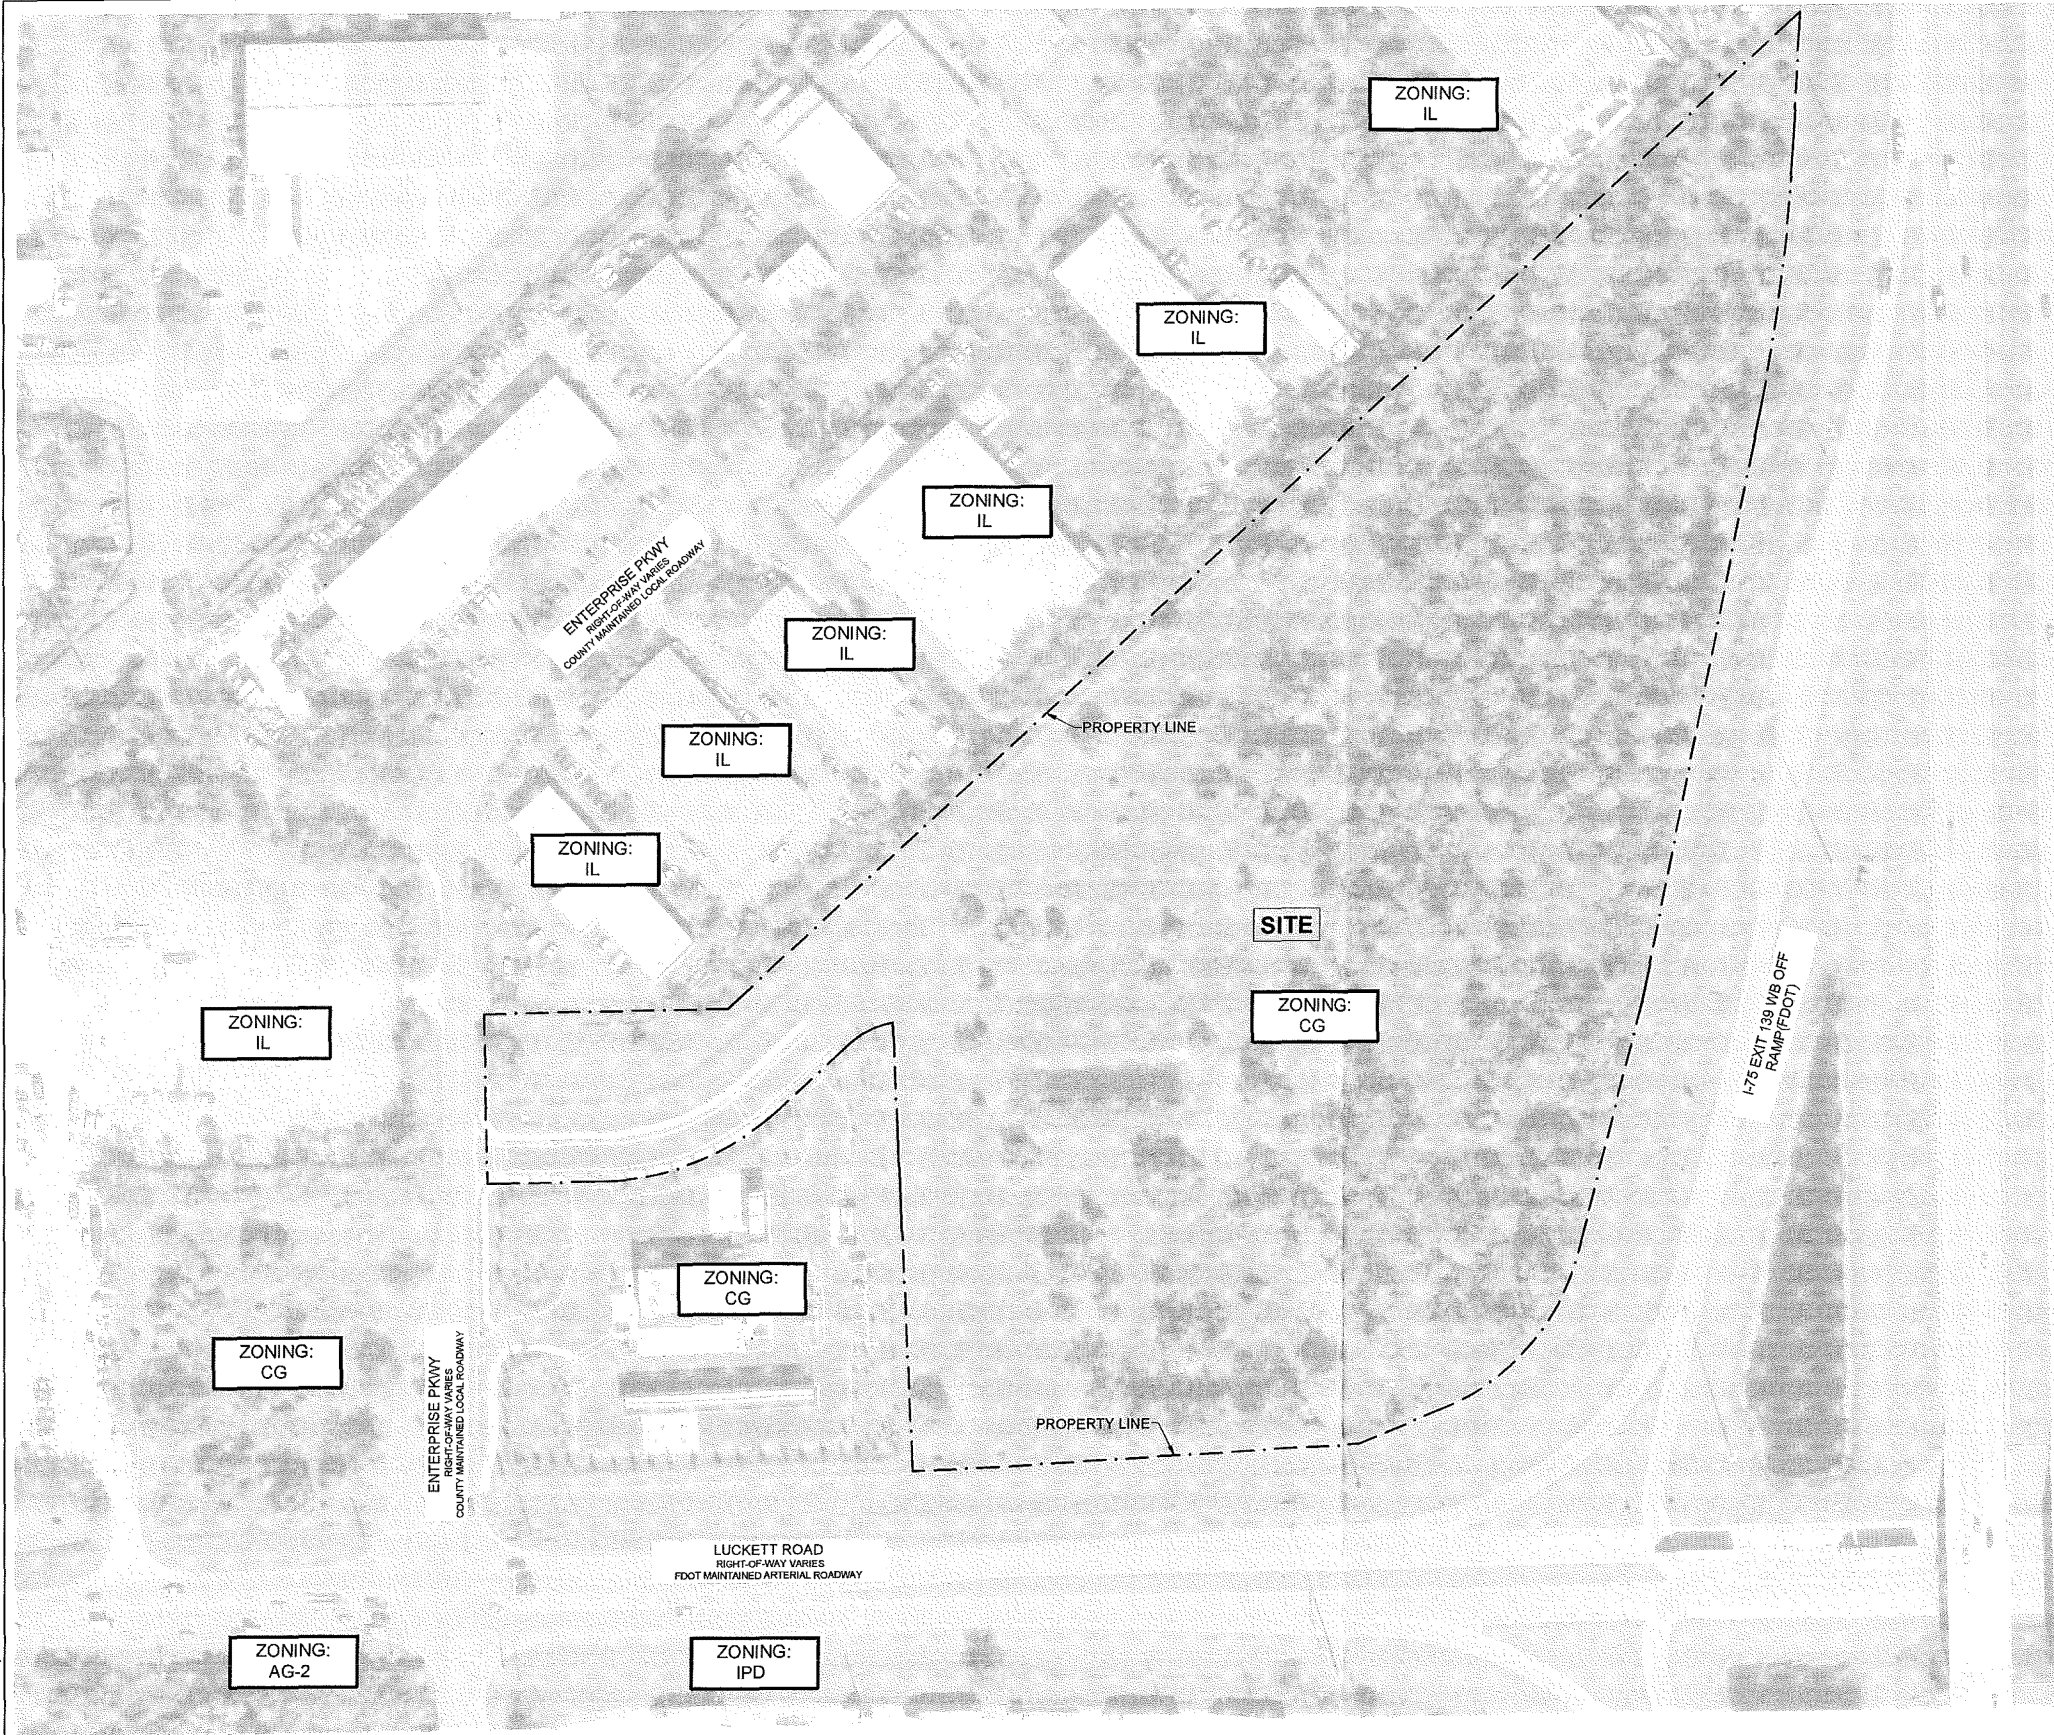 ZONING:
IL
ZONING:
IL
ZONING:
IL
ENTERPRISE PKWY
RIGHT-OF-WAY VARIES
COUNTY MAINTAINED LOCAL ROADWAY
ZONING:
IL
PROPERTY LINE
ZONING:
IL
ZONING:
IL
SITE
ZONING:
CG
I-75 EXIT 139 WB OFF
RAMP(FDOT)
ZONING:
IL
ZONING:
CG
ZONING:
CG
ENTERPRISE PKWY
RIGHT-OF-WAY VARIES
COUNTY MAINTAINED LOCAL ROADWAY
PROPERTY LINE
LUCKETT ROAD
RIGHT-OF-WAY VARIES
FDOT MAINTAINED ARTERIAL ROADWAY
ZONING:
AG-2
ZONING:
IPD